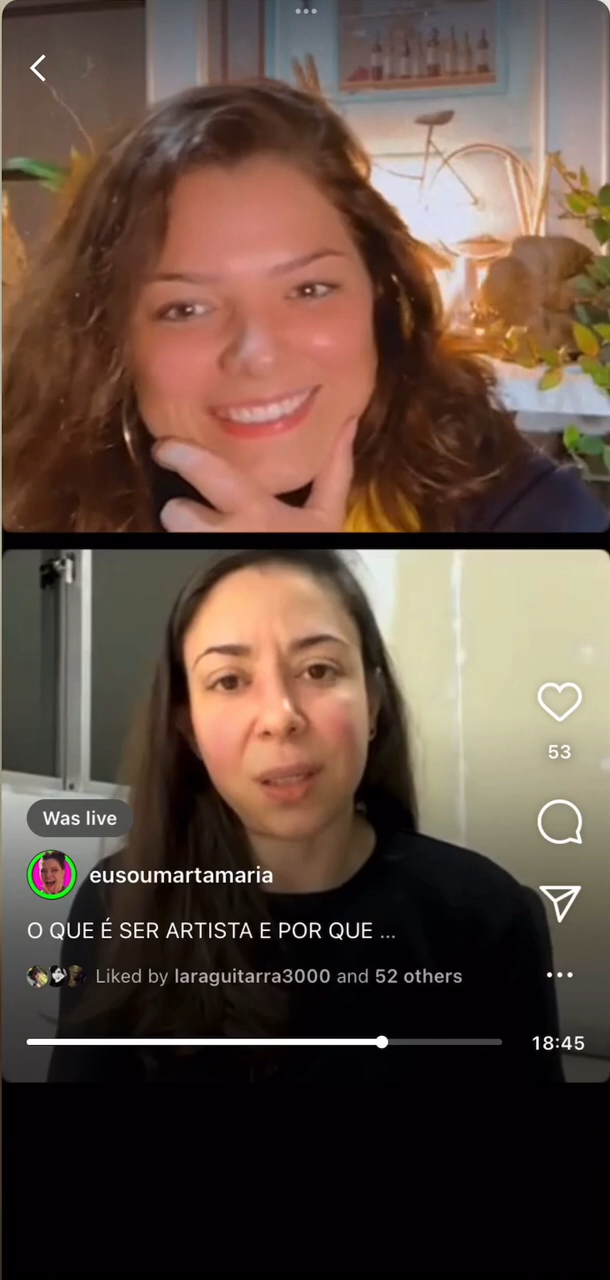 Was live
eusoumartamaria
O QUE É SER ARTISTA E POR QUE ...
Liked by laraguitarra3000 and 52 others
53
18:45